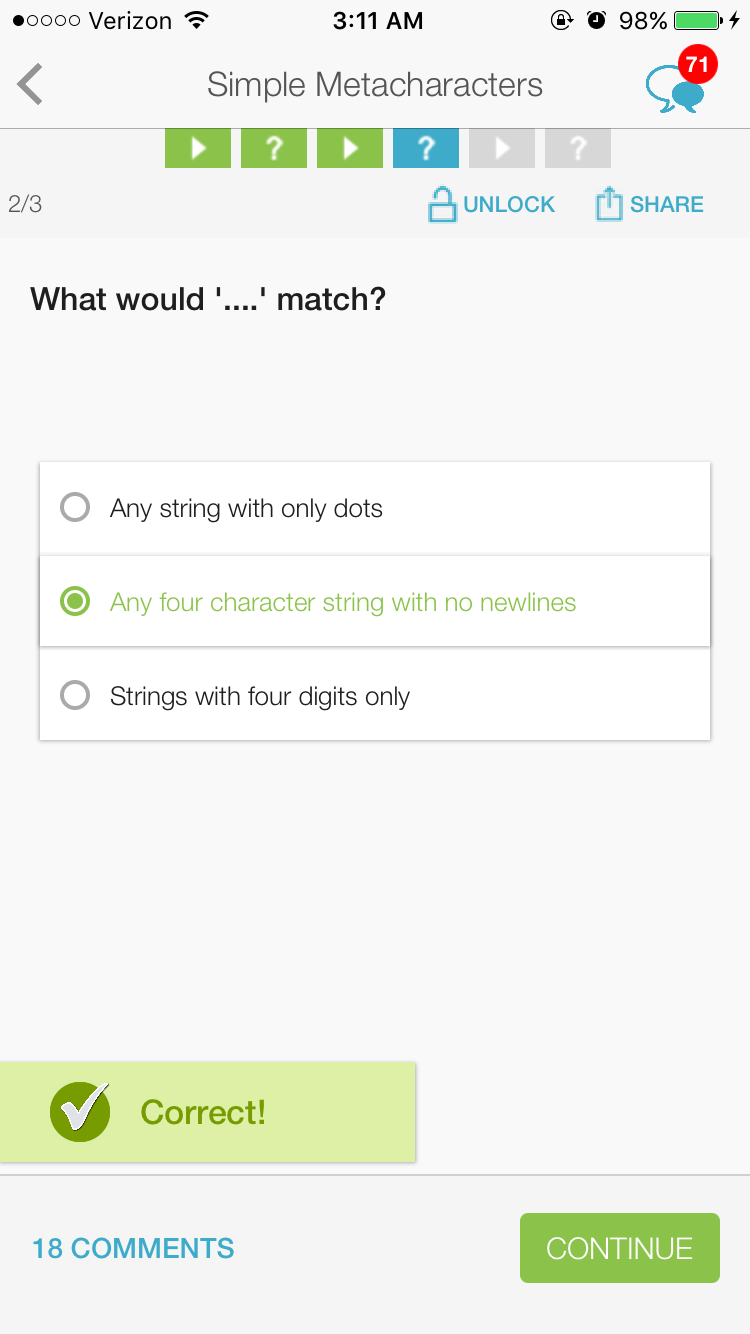 Verizon 3:11 AM 98%
Simple Metacharacters 71
? ? ?
2/3 UNLOCK SHARE
What would '....' match?
Any string with only dots
Any four character string with no newlines
Strings with four digits only
Correct!
18 COMMENTS CONTINUE